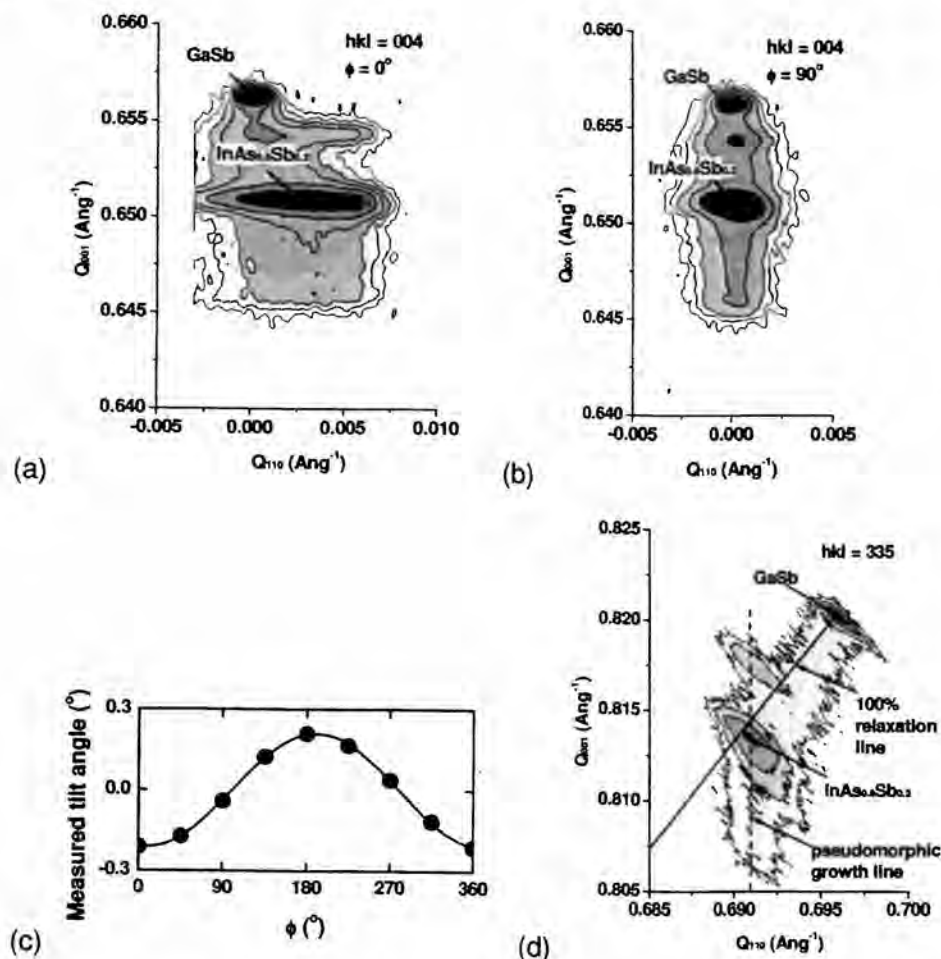 0.660
0.655
0.650
0.645
0.640
-0.005
0.000
0.005
0.010
Q₀₀₁ (Ang⁻¹)
Q₁₁₀ (Ang⁻¹)
hkl = 004
ϕ = 0°
GaSb
InAs₀.₈Sb₀.₂
(a)
0.660
0.655
0.650
0.645
0.640
-0.005
0.000
0.005
Q₀₀₁ (Ang⁻¹)
Q₁₁₀ (Ang⁻¹)
hkl = 004
ϕ = 90°
GaSb
InAs₀.₈Sb₀.₂
(b)
0.3
0.0
-0.3
0
90
180
270
360
Measured tilt angle (°)
ϕ (°)
(c)
0.825
0.820
0.815
0.810
0.805
0.685
0.690
0.695
0.700
Q₀₀₁ (Ang⁻¹)
Q₁₁₀ (Ang⁻¹)
hkl = 335
GaSb
100%
relaxation
line
InAs₀.₈Sb₀.₂
pseudomorphic
growth line
(d)